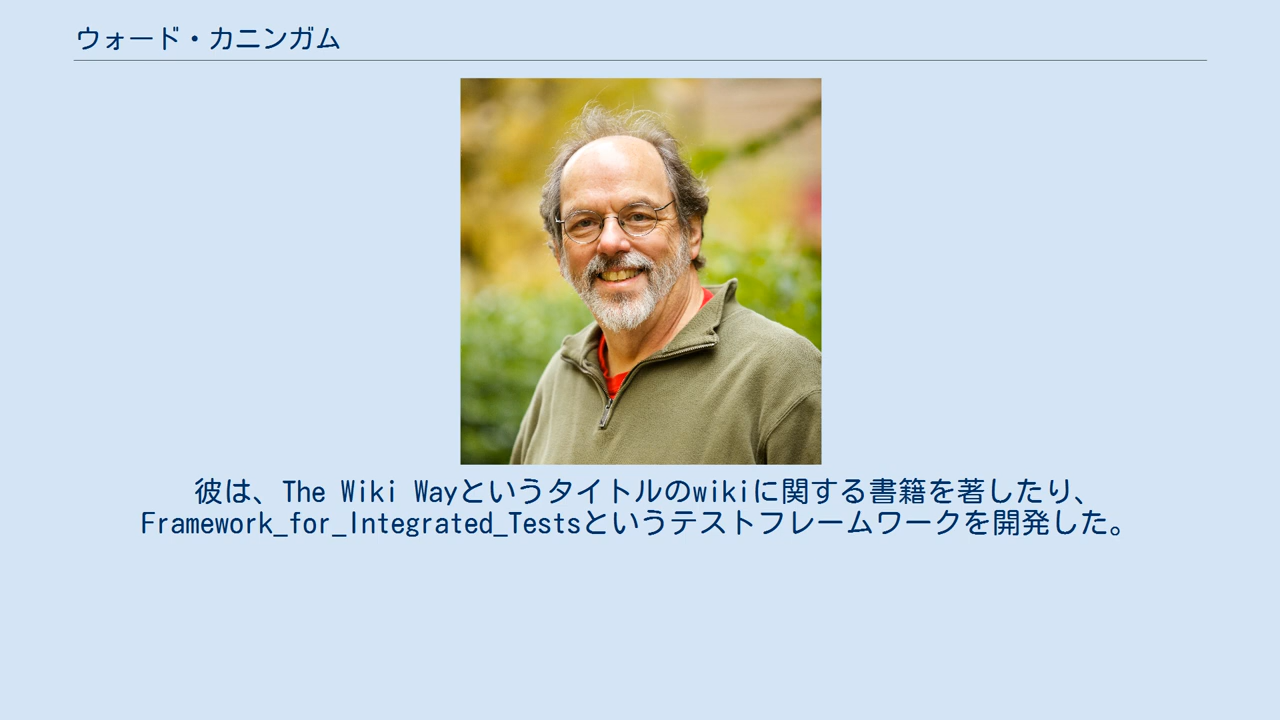 ウォード・カニンガム
彼は、The Wiki Wayというタイトルのwikiに関する書籍を著したり、
Framework_for_Integrated_Testsというテストフレームワークを開発した。